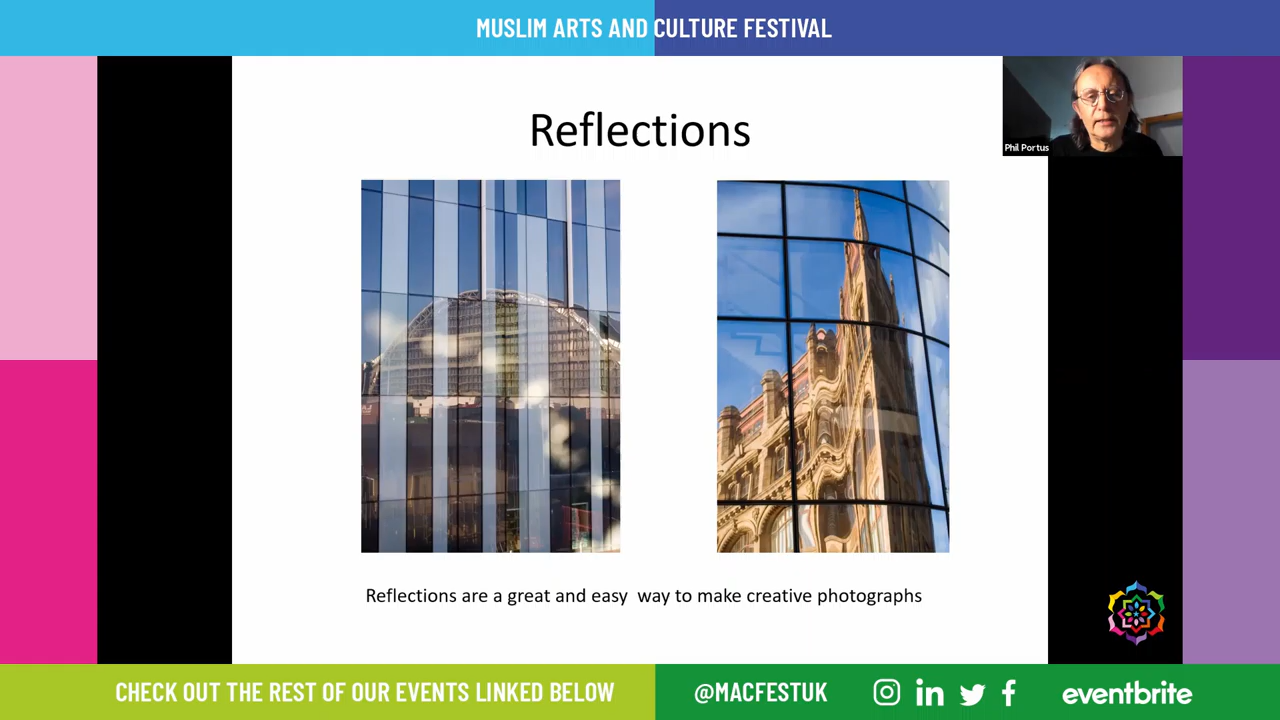 MUSLIM ARTS AND CULTURE FESTIVAL
Reflections
Phil Portus
Reflections are a great and easy  way to make creative photographs
CHECK OUT THE REST OF OUR EVENTS LINKED BELOW
@MACFESTUK
eventbrite